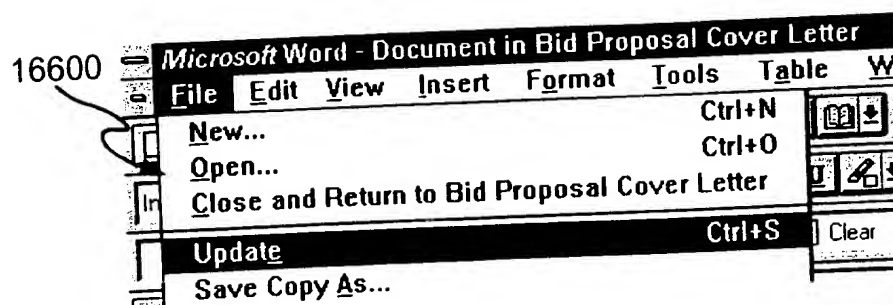 16600
Microsoft Word - Document in Bid Proposal Cover Letter
File Edit View Insert Format Tools Table W
New... Ctrl+N
Open... Ctrl+O
Close and Return to Bid Proposal Cover Letter
In
Update Ctrl+S
Clear
Save Copy As...